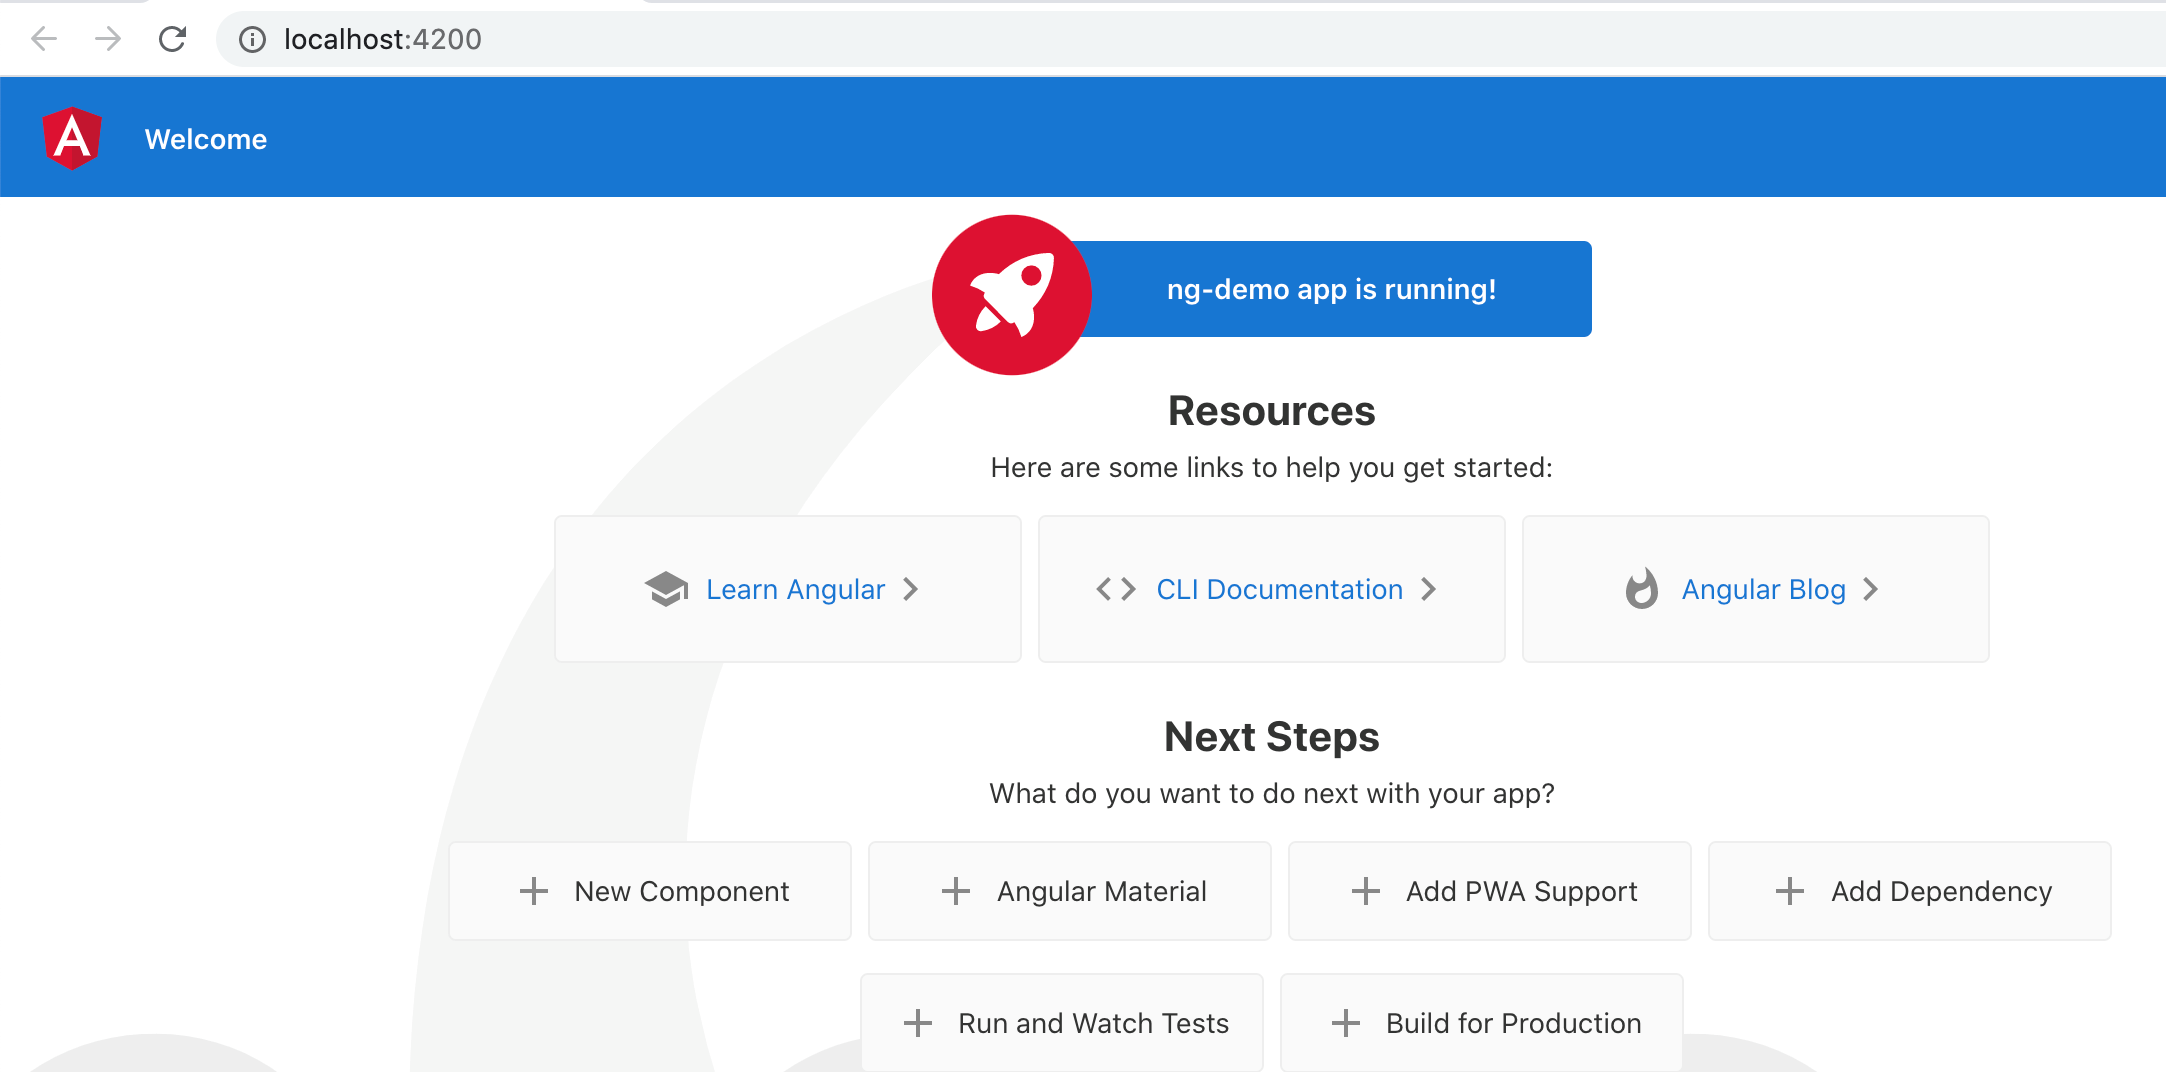 localhost:4200
Welcome
ng-demo app is running!
Resources
Here are some links to help you get started:
Learn Angular
CLI Documentation
Angular Blog
Next Steps
What do you want to do next with your app?
New Component
Angular Material
Add PWA Support
Add Dependency
Run and Watch Tests
Build for Production